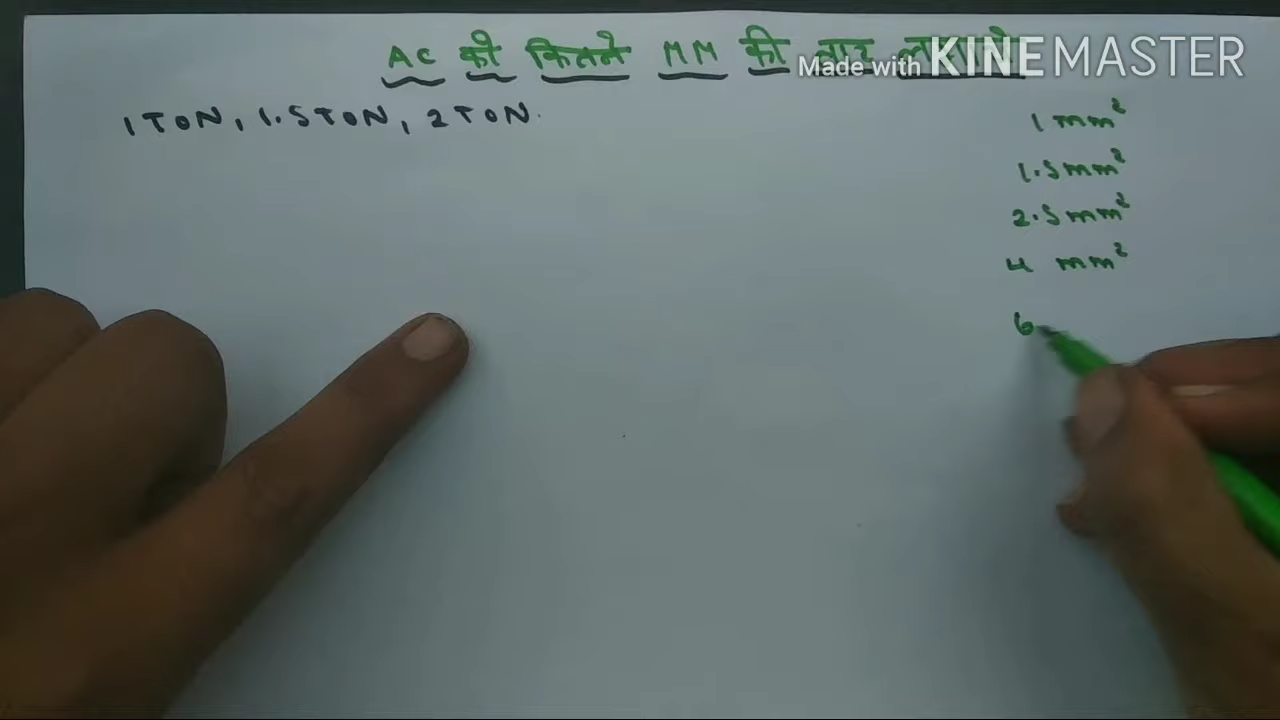 AC की कितने MM की तार
Made with KINEMASTER
1 TON, 1.5 TON, 2 TON.
1 mm²
1.5 mm²
2.5 mm²
4 mm²
6